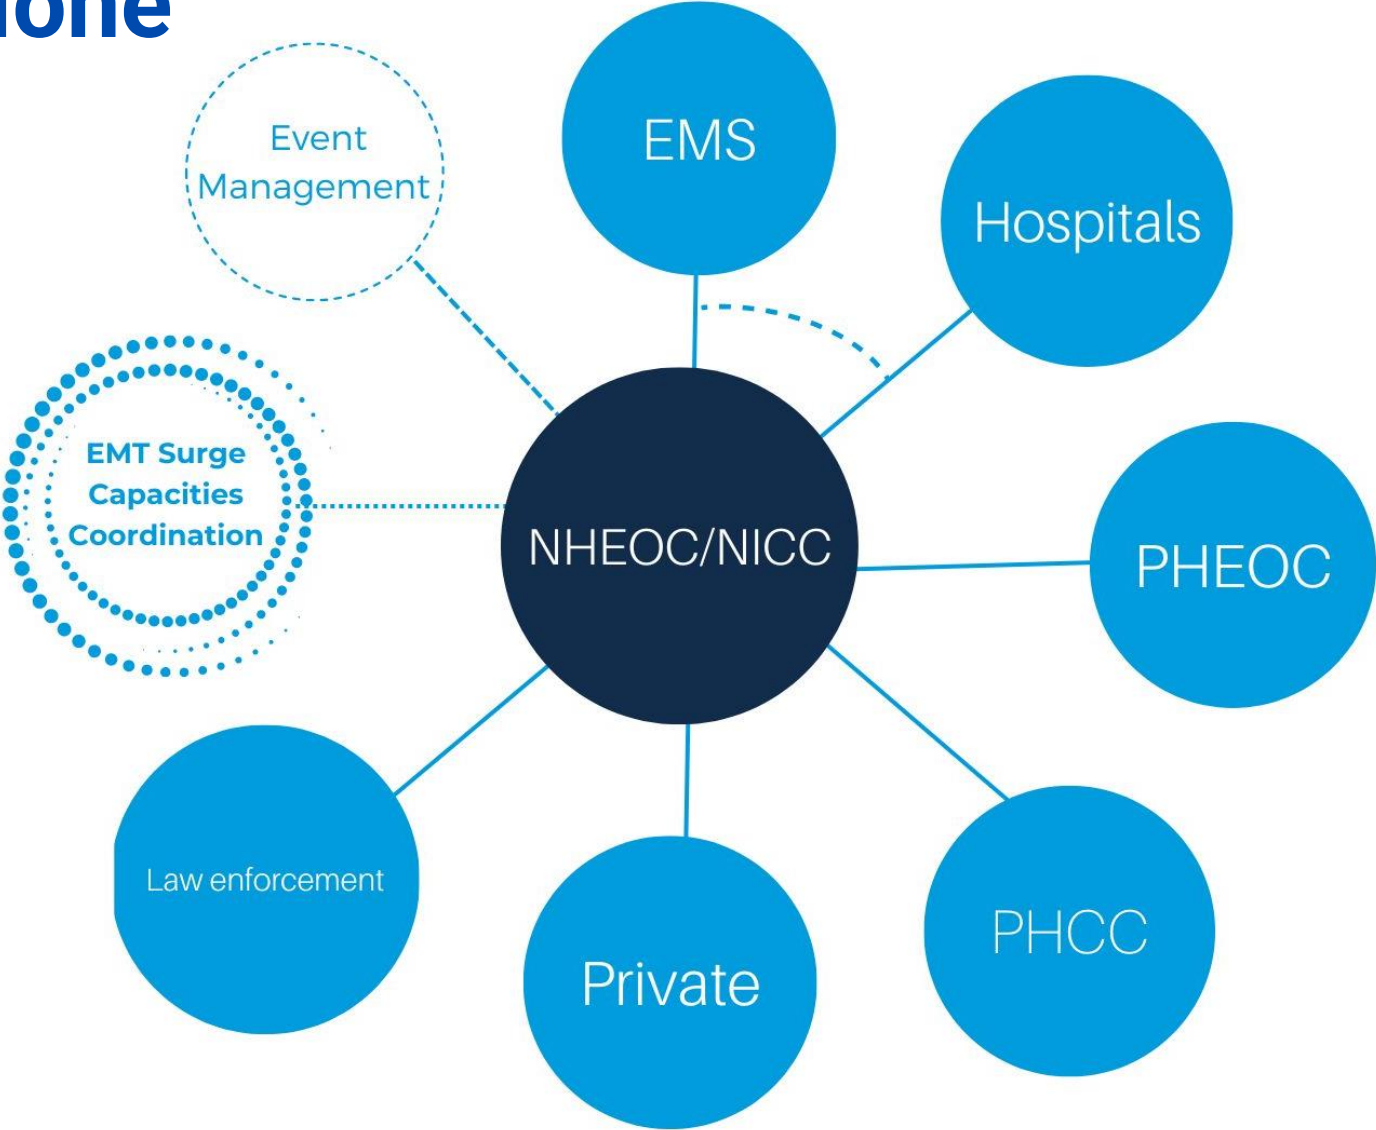 EMS
Event
Management
Hospitals
EMT Surge
Capacities
Coordination
NHEOC/NICC
PHEOC
Law enforcement
Private
PHCC